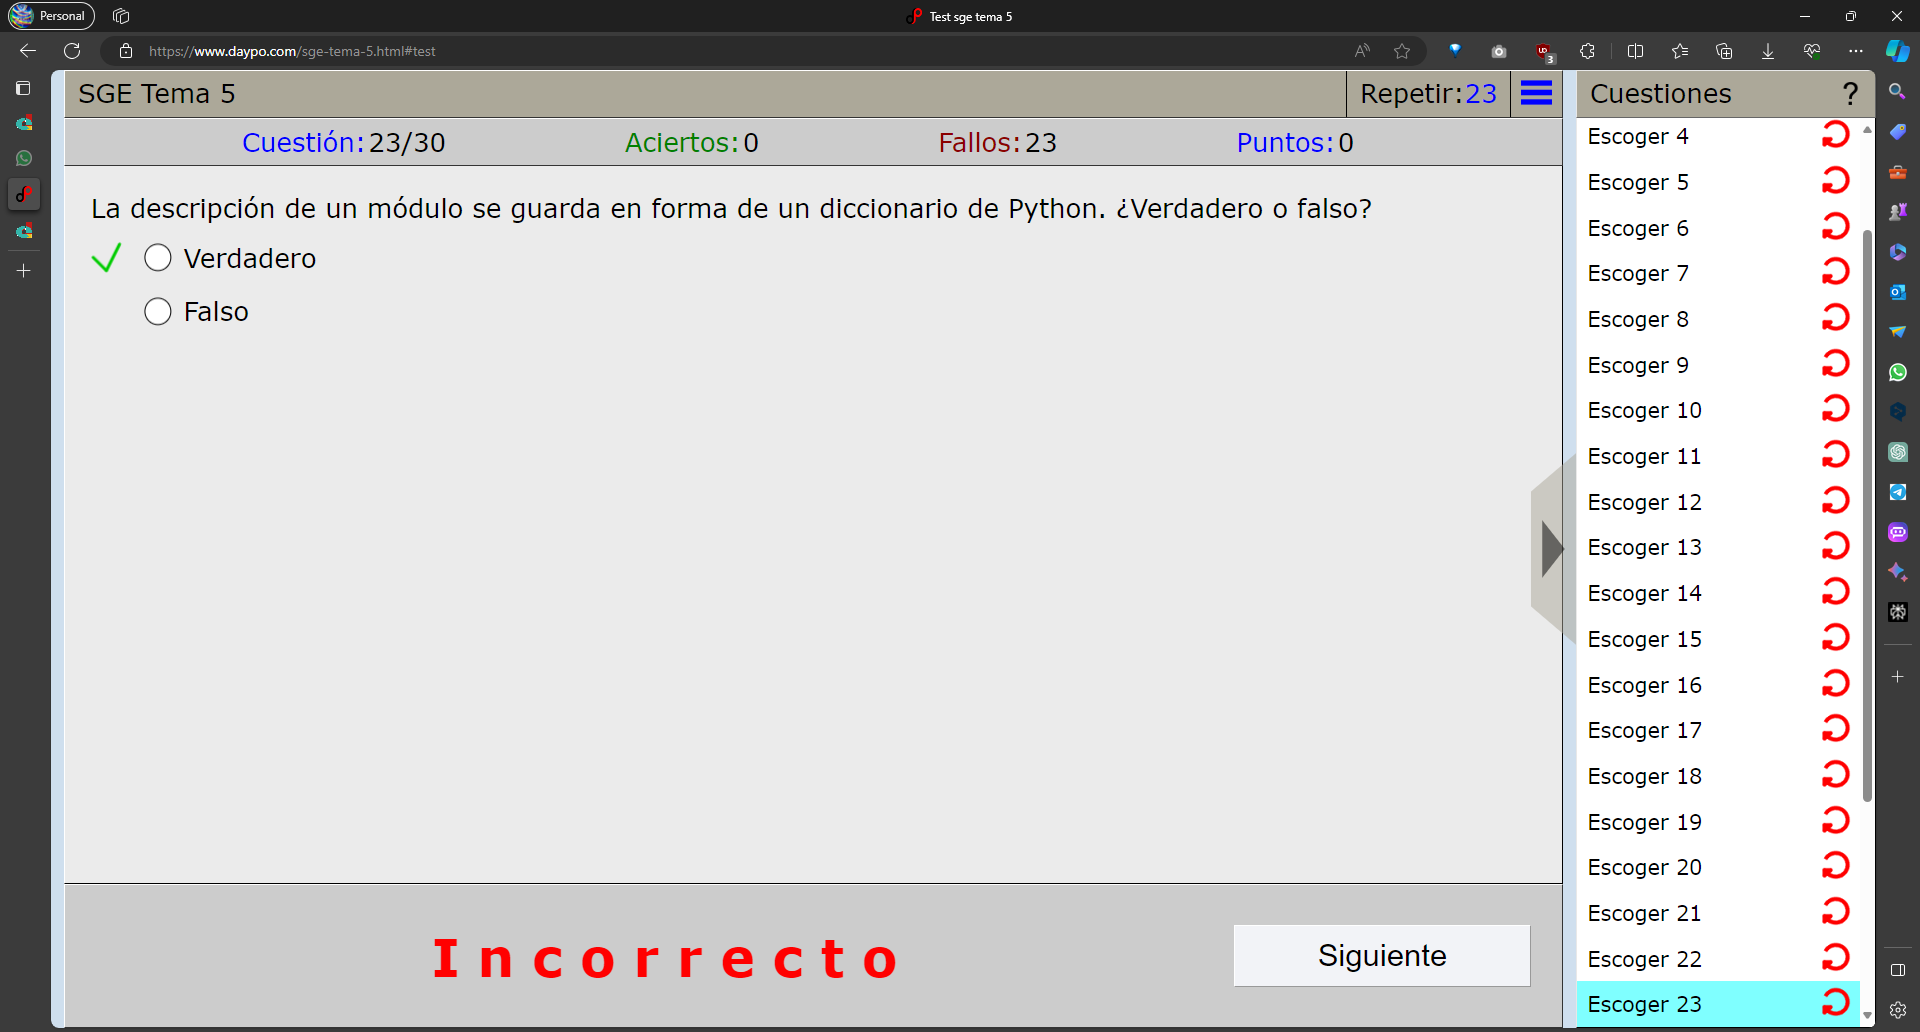 Personal
Test sge tema 5
https://www.daypo.com/sge-tema-5.html#test
3
SGE Tema 5
Repetir:23
Cuestiones
?
Cuestión:23/30
Aciertos:0
Fallos:23
Puntos:0
La descripción de un módulo se guarda en forma de un diccionario de Python. ¿Verdadero o falso?
Verdadero
Falso
Incorrecto
Siguiente
Escoger 4
Escoger 5
Escoger 6
Escoger 7
Escoger 8
Escoger 9
Escoger 10
Escoger 11
Escoger 12
Escoger 13
Escoger 14
Escoger 15
Escoger 16
Escoger 17
Escoger 18
Escoger 19
Escoger 20
Escoger 21
Escoger 22
Escoger 23